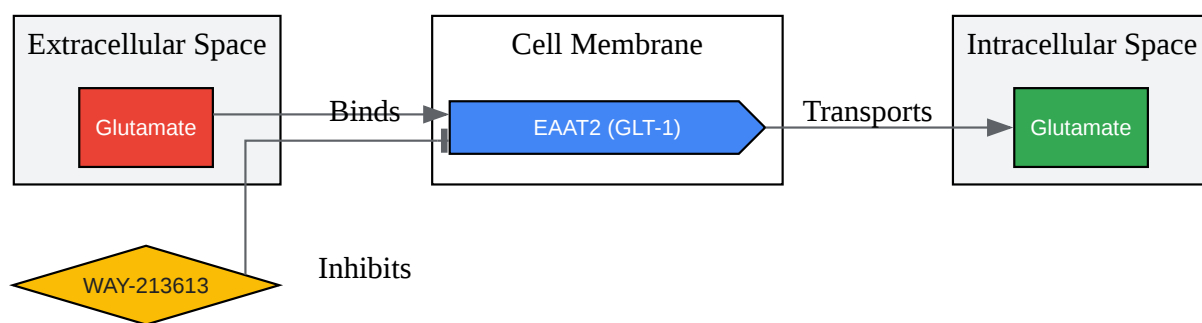 Extracellular Space
Cell Membrane
Intracellular Space
Glutamate
Binds
EAAT2 (GLT-1)
Transports
Glutamate
WAY-213613
Inhibits